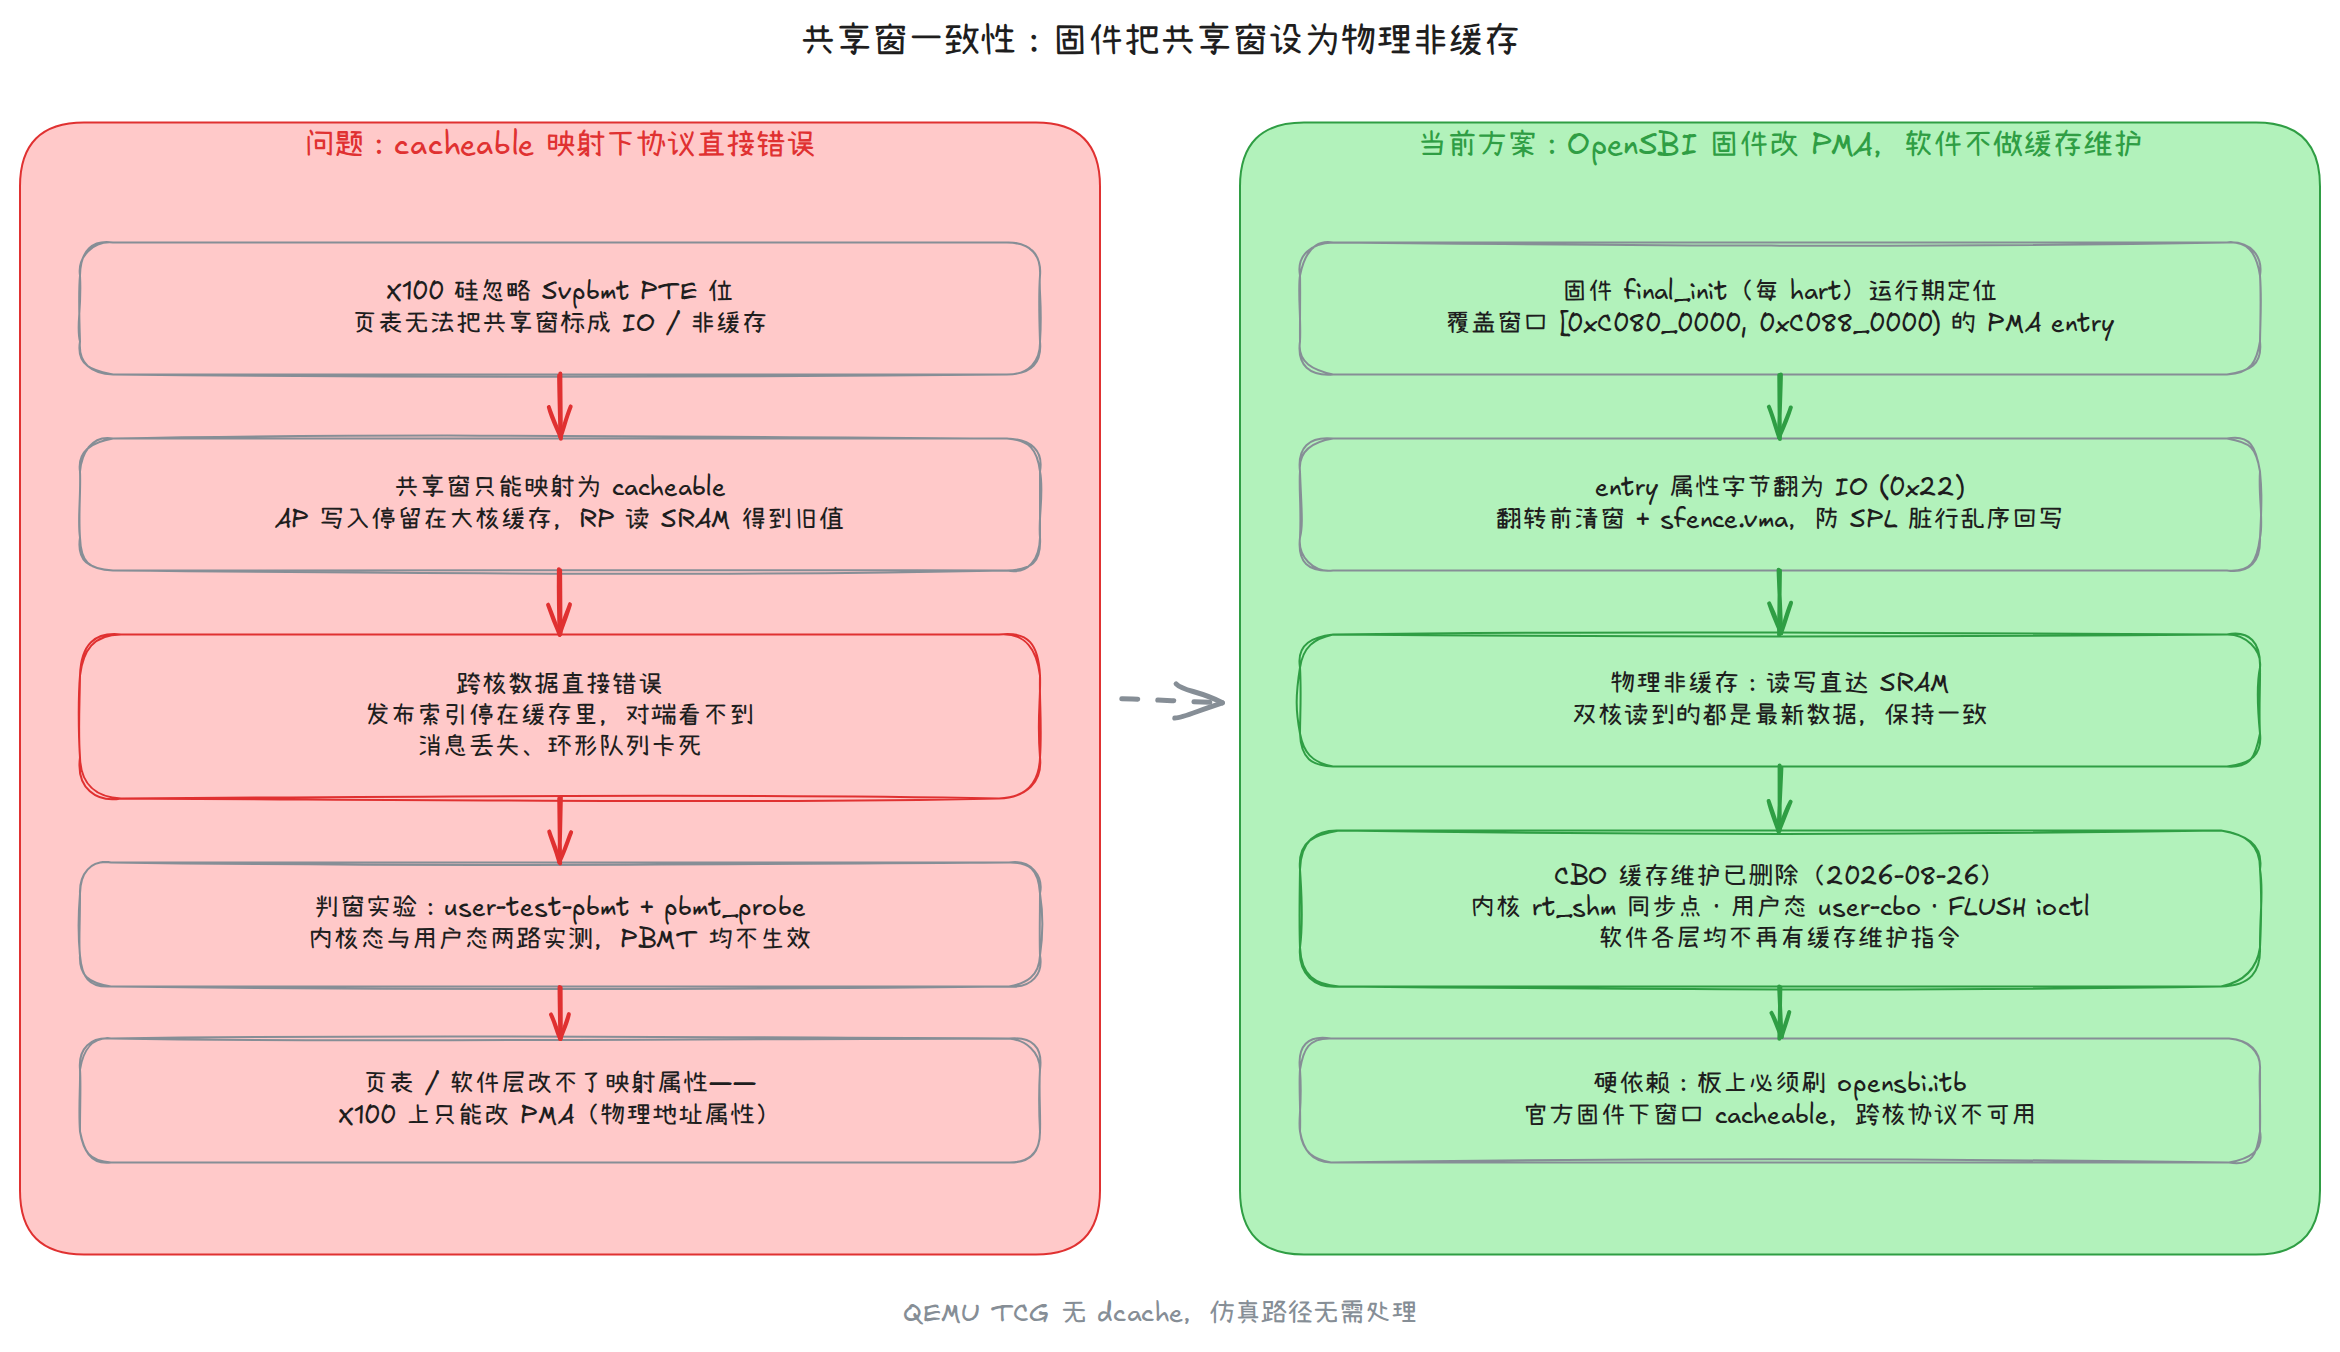 共享窗一致性：固件把共享窗设为物理非缓存
问题：cacheable 映射下协议直接错误
X100 硅忽略 Svpbmt PTE 位
页表无法把共享窗标成 IO / 非缓存
共享窗只能映射为 cacheable
AP 写入停留在大核缓存，RP 读 SRAM 得到旧值
跨核数据直接错误
发布索引停在缓存里，对端看不到
消息丢失、环形队列卡死
判窗实验：user-test-pbmt + pbmt_probe
内核态与用户态两路实测，PBMT 均不生效
页表 / 软件层改不了映射属性——
X100 上只能改 PMA（物理地址属性）
当前方案：OpenSBI 固件改 PMA，软件不做缓存维护
固件 final_init（每 hart）运行期定位
覆盖窗口 [0xC080_0000, 0xC088_0000) 的 PMA entry
entry 属性字节翻为 IO (0x22)
翻转前清窗 + sfence.vma，防 SPL 脏行乱序回写
物理非缓存：读写直达 SRAM
双核读到的都是最新数据，保持一致
CBO 缓存维护已删除（2026-08-26）
内核 rt_shm 同步点 · 用户态 user-cbo · FLUSH ioctl
软件各层均不再有缓存维护指令
硬依赖：板上必须刷 opensbi.itb
官方固件下窗口 cacheable，跨核协议不可用
QEMU TCG 无 dcache，仿真路径无需处理